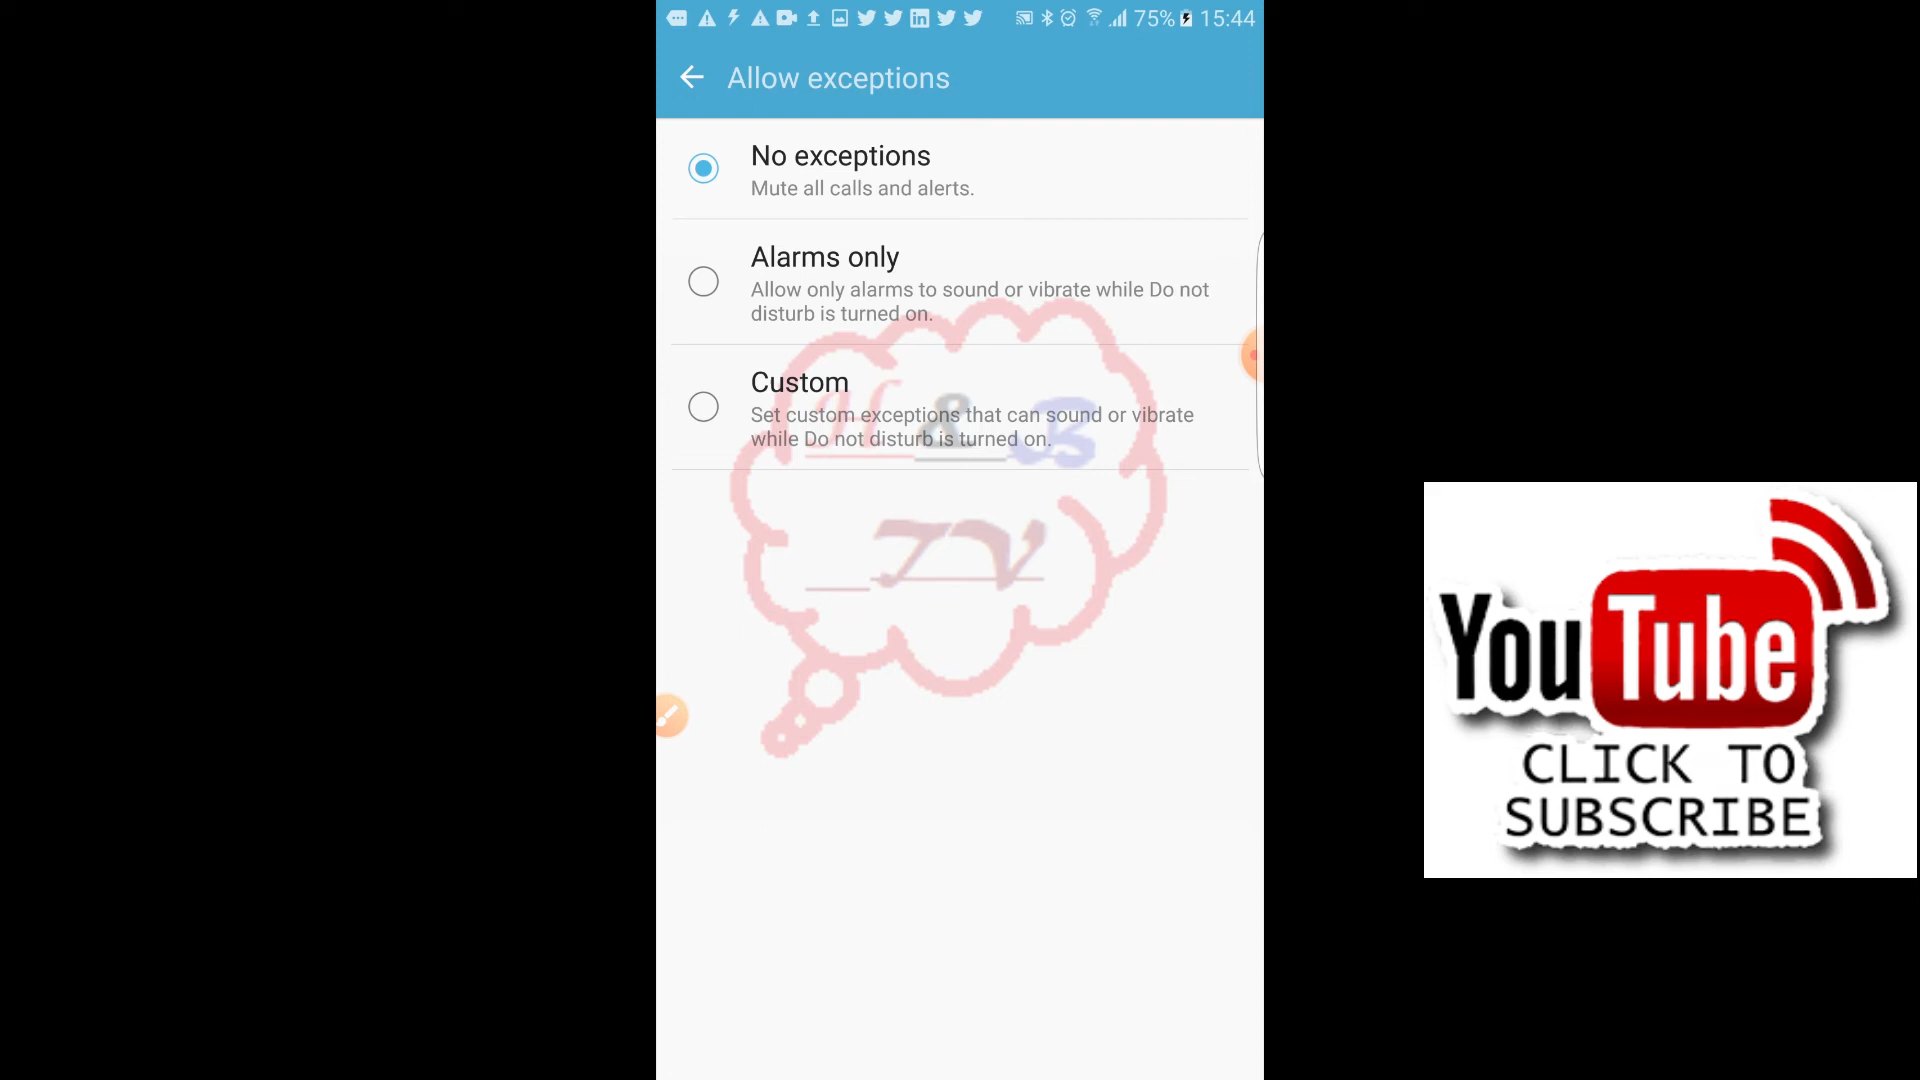 75% 15:44
Allow exceptions
No exceptions
Mute all calls and alerts.
Alarms only
Allow only alarms to sound or vibrate while Do not
disturb is turned on.
Custom
Set custom exceptions that can sound or vibrate
while Do not disturb is turned on.
H & B
TV
YouTube
CLICK TO
SUBSCRIBE